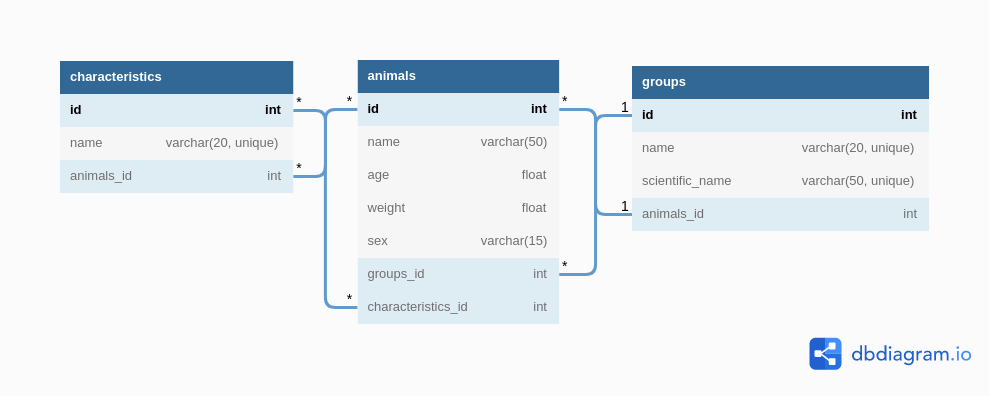 characteristics
id int
name varchar(20, unique)
animals_id int
* * * *
animals
id int
name varchar(50)
age float
weight float
sex varchar(15)
groups_id int
characteristics_id int
* 1 1 *
groups
id int
name varchar(20, unique)
scientific_name varchar(50, unique)
animals_id int
dbdiagram.io